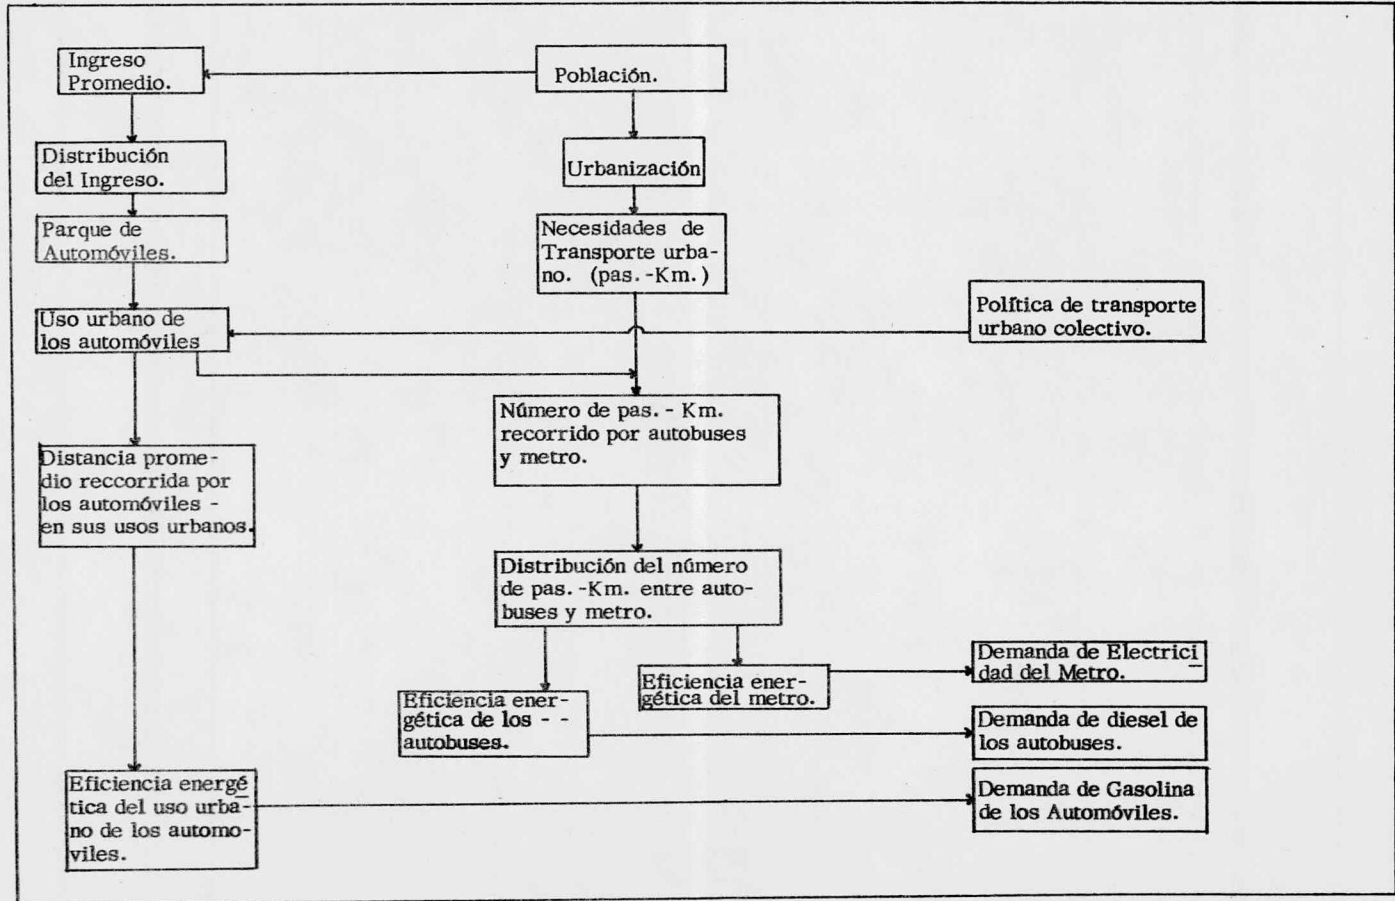 Ingreso
Promedio.
Población.
Distribución
del Ingreso.
Urbanización
Parque de
Automóviles.
Necesidades de
Transporte urba-
no. (pas.-Km.)
Uso urbano de
los automóviles
Política de transporte
urbano colectivo.
Número de pas. - Km.
recorrido por autobuses
y metro.
Distancia prome-
dio reccorrida por
los automóviles -
en sus usos urbanos.
Distribución del número
de pas. -Km. entre auto-
buses y metro.
Eficiencia ener-
gética del metro.
Demanda de Electrici
dad del Metro.
Eficiencia ener-
gética de los - -
autobuses.
Demanda de diesel de
los autobuses.
Eficiencia energé
tica del uso urba-
no de los automo-
viles.
Demanda de Gasolina
de los Automóviles.